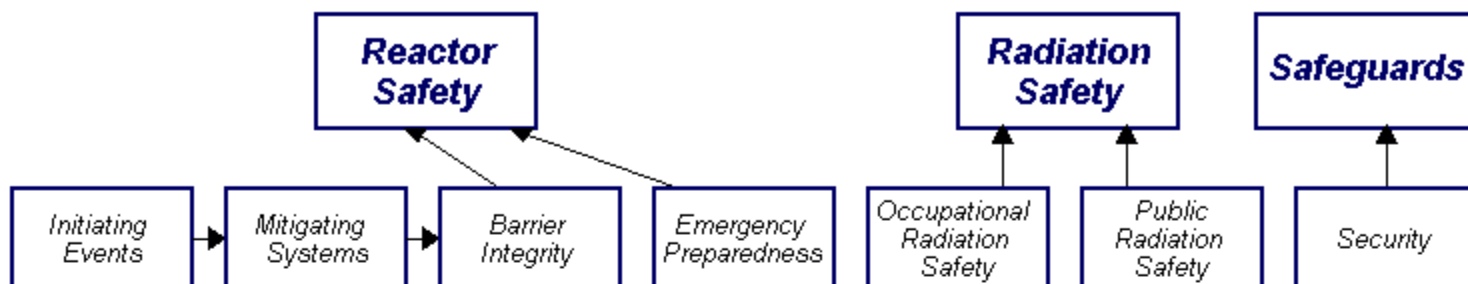 Reactor
Safety
Radiation
Safety
Safeguards
Initiating
Events
Mitigating
Systems
Barrier
Integrity
Emergency
Preparedness
Occupational
Radiation
Safety
Public
Radiation
Safety
Security